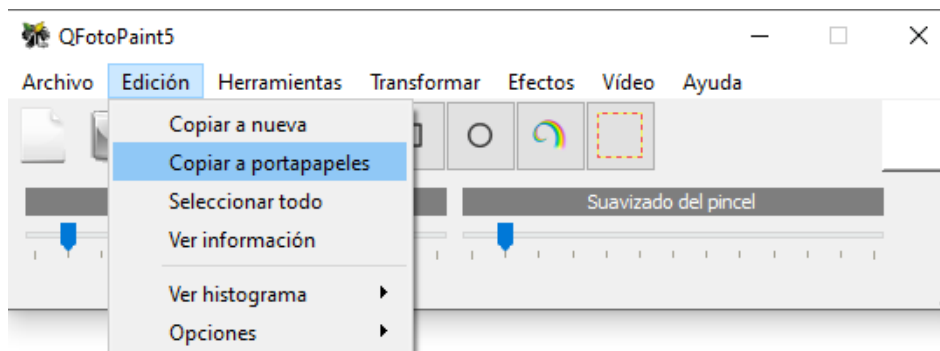 QFotoPaint5
Archivo Edición Herramientas Transformar Efectos Vídeo Ayuda
Copiar a nueva
Copiar a portapapeles
Suavizado del pincel
Seleccionar todo
Ver información
Ver histograma
Opciones